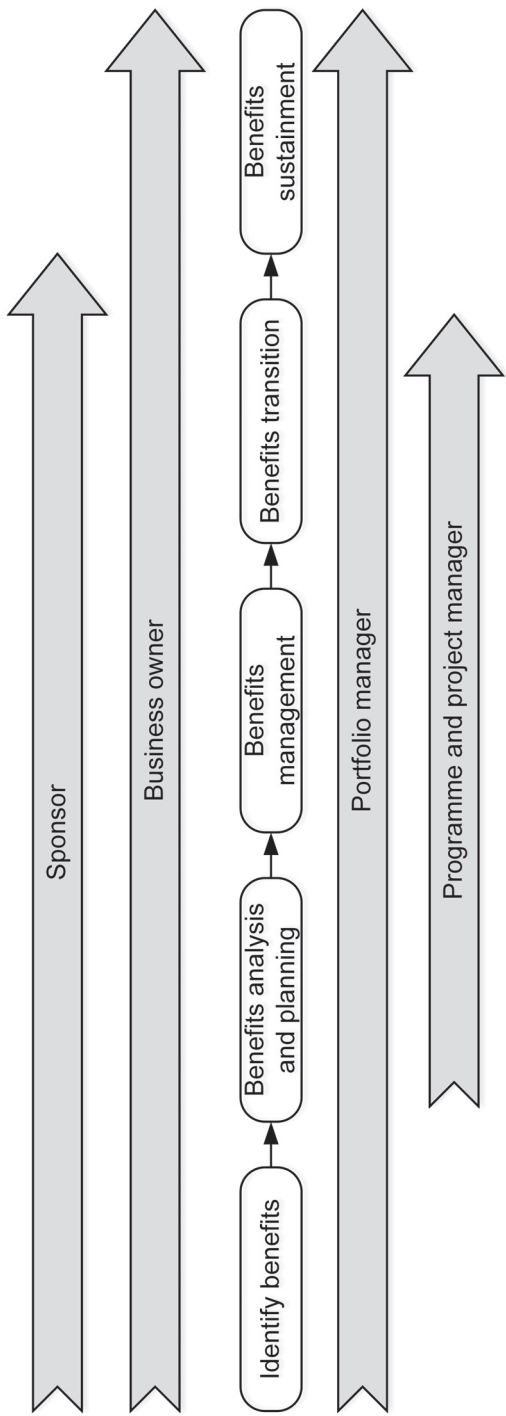 Sponsor
Business owner
Identify benefits
Benefits analysis
and planning
Benefits
management
Benefits transition
Benefits
sustainment
Portfolio manager
Programme and project manager